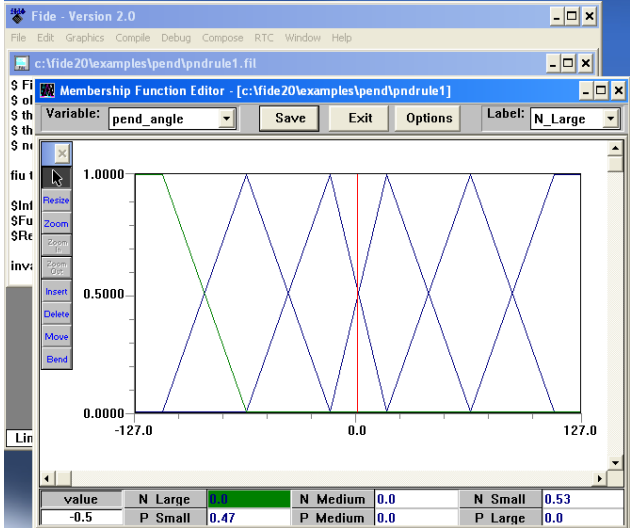 Fide - Version 2.0
File Edit Graphics Compile Debug Compose RTC Window Help
c:\fide20\examples\pend\pndrule1.fil
$ Fi
$ ol
$ th
$ th
$ ne
fiu t
$Inf
$Fu
$Re
inva
Lin
Membership Function Editor - [c:\fide20\examples\pend\pndrule1]
Variable: pend_angle Save Exit Options Label: N_Large
Resize
Zoom
Zoom In
Zoom Out
Insert
Delete
Move
Bend
1.0000
0.5000
0.0000
-127.0 0.0 127.0
value N Large 0.0 N Medium 0.0 N Small 0.53
-0.5 P Small 0.47 P Medium 0.0 P Large 0.0